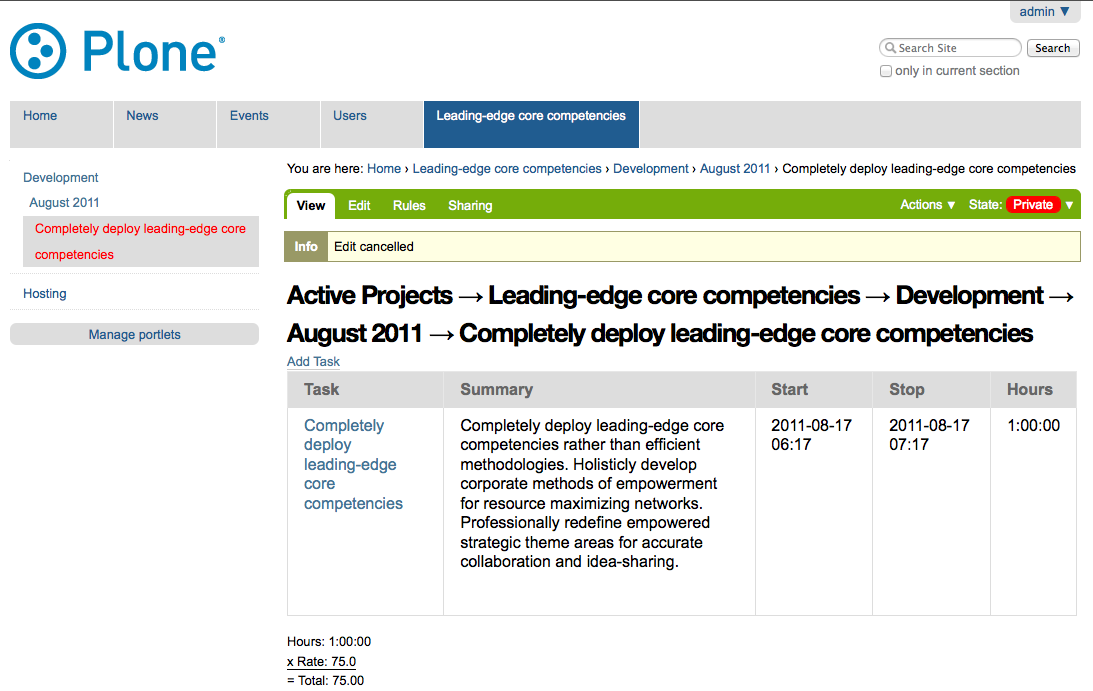 admin ▼
Plone®
Search Site
Search
only in current section
Home
News
Events
Users
Leading-edge core competencies
You are here: Home › Leading-edge core competencies › Development › August 2011 › Completely deploy leading-edge core competencies
Development
August 2011
Completely deploy leading-edge core
competencies
Hosting
Manage portlets
View
Edit
Rules
Sharing
Actions ▼
State: Private ▼
Info
Edit cancelled
Active Projects → Leading-edge core competencies → Development →
August 2011 → Completely deploy leading-edge core competencies
Add Task
Task
Summary
Start
Stop
Hours
Completely
deploy
leading-edge
core
competencies
Completely deploy leading-edge core
competencies rather than efficient
methodologies. Holisticly develop
corporate methods of empowerment
for resource maximizing networks.
Professionally redefine empowered
strategic theme areas for accurate
collaboration and idea-sharing.
2011-08-17
06:17
2011-08-17
07:17
1:00:00
Hours: 1:00:00
x Rate: 75.0
= Total: 75.00